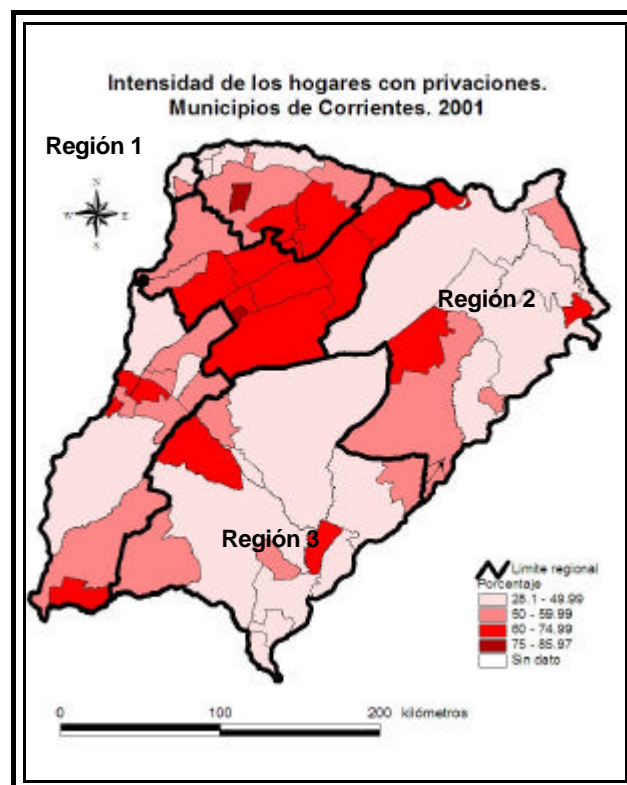 Intensidad de los hogares con privaciones.
Municipios de Corrientes. 2001
Región 1
N
W E
S
Región 2
Región 3
Limite regional
Porcentaje
28.1 - 49.99
50 - 59.99
60 - 74.99
75 - 85.97
Sin dato
0 100 200 kilómetros